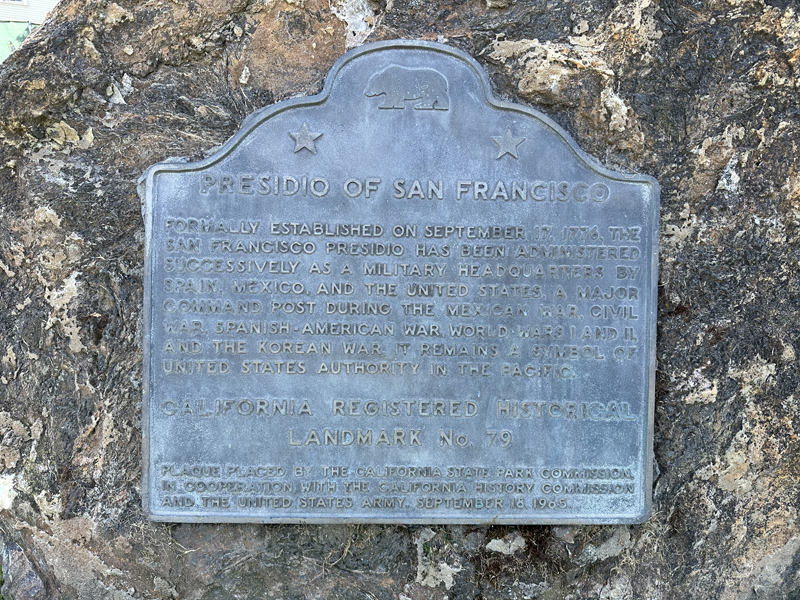 PRESIDIO OF SAN FRANCISCO
FORMALLY ESTABLISHED ON SEPTEMBER 17, 1776, THE
SAN FRANCISCO PRESIDIO HAS BEEN ADMINISTERED
SUCCESSIVELY AS A MILITARY HEADQUARTERS BY
SPAIN, MEXICO, AND THE UNITED STATES. A MAJOR
COMMAND POST DURING THE MEXICAN WAR, CIVIL
WAR, SPANISH-AMERICAN WAR, WORLD WARS I AND II,
AND THE KOREAN WAR, IT REMAINS A SYMBOL OF
UNITED STATES AUTHORITY IN THE PACIFIC.
CALIFORNIA REGISTERED HISTORICAL
LANDMARK No. 79
PLAQUE PLACED BY THE CALIFORNIA STATE PARK COMMISSION
IN COOPERATION WITH THE CALIFORNIA HISTORY COMMISSION
AND THE UNITED STATES ARMY, SEPTEMBER 18, 1965.